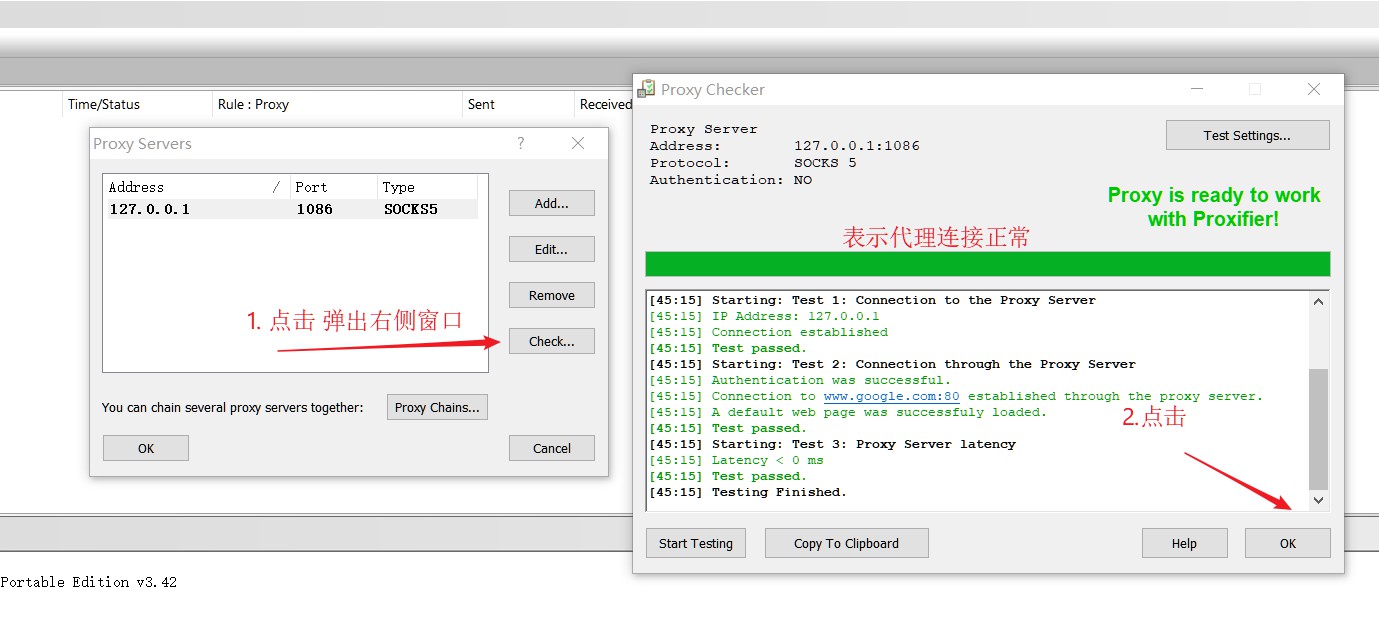 Time/Status
Rule : Proxy
Sent
Received
Proxy Servers
?
Address / Port Type
127.0.0.1 1086 SOCKS5
Add...
Edit...
Remove
1. 点击 弹出右侧窗口
Check...
You can chain several proxy servers together:
Proxy Chains...
OK
Cancel
Proxy Checker
Proxy Server
Address: 127.0.0.1:1086
Protocol: SOCKS 5
Authentication: NO
Test Settings...
Proxy is ready to work
with Proxifier!
表示代理连接正常
[45:15] Starting: Test 1: Connection to the Proxy Server
[45:15] IP Address: 127.0.0.1
[45:15] Connection established
[45:15] Test passed.
[45:15] Starting: Test 2: Connection through the Proxy Server
[45:15] Authentication was successful.
[45:15] Connection to www.google.com:80 established through the proxy server.
[45:15] A default web page was successfuly loaded.
2.点击
[45:15] Test passed.
[45:15] Starting: Test 3: Proxy Server latency
[45:15] Latency < 0 ms
[45:15] Test passed.
[45:15] Testing Finished.
Start Testing
Copy To Clipboard
Help
OK
Portable Edition v3.42